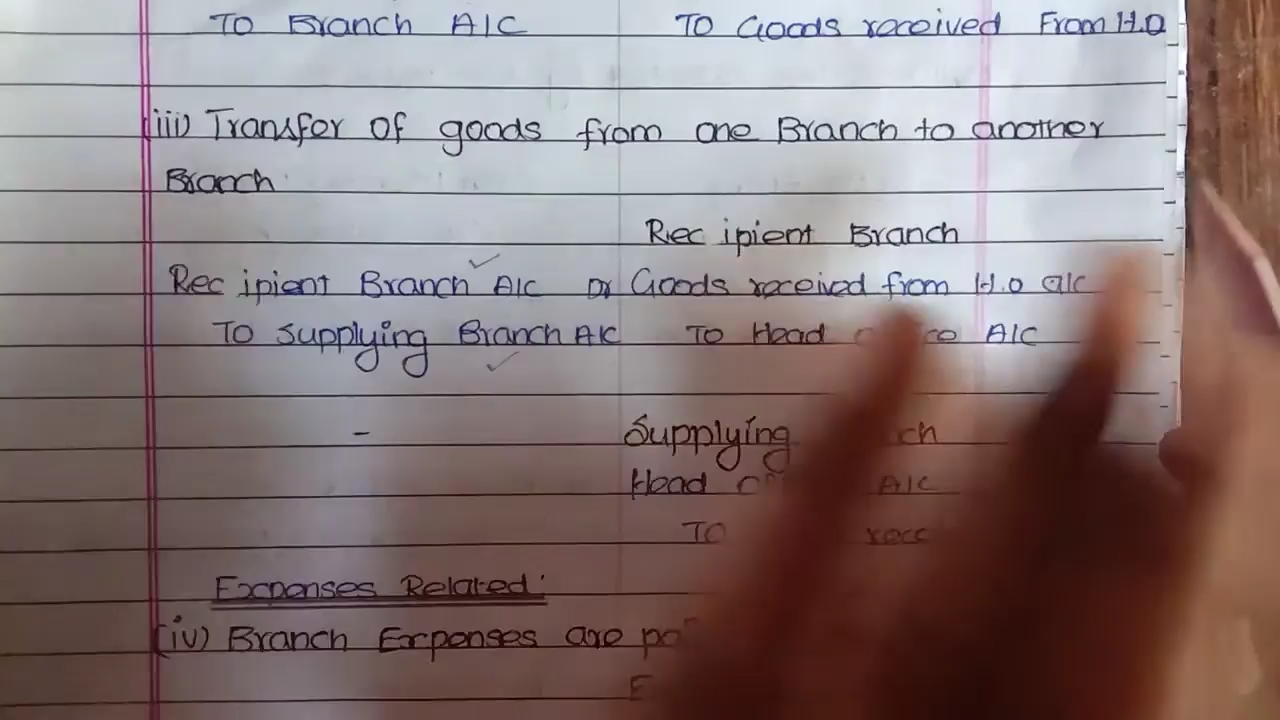 TO Branch A/C TO Goods received From H.O
(iii) Transfer of goods from one Branch to another
Branch
Recipient Branch
Recipient Branch A/C Dr Goods received from H.O a/c
TO Supplying Branch A/C TO Head A/C
-
Supplying
Head A/C
TO
Expenses Related:
(iv) Branch Expenses are